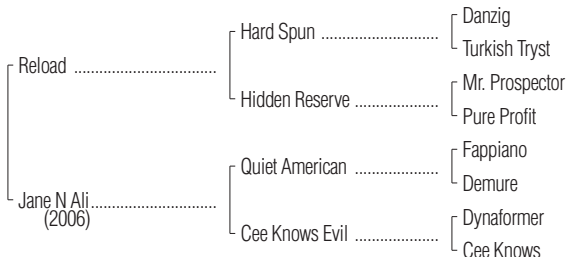 Danzig
Hard Spun ........................
Turkish Tryst
Reload .............................
Mr. Prospector
Hidden Reserve .................
Pure Profit
Fappiano
Quiet American .................
Demure
Jane N Ali..........................
(2006)
Dynaformer
Cee Knows Evil .................
Cee Knows